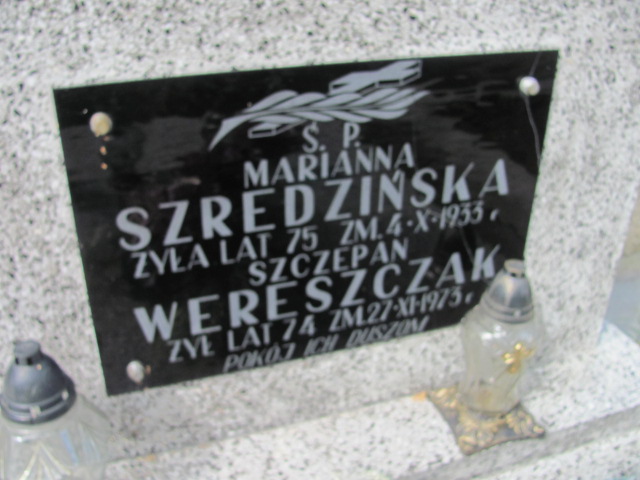 Ś. P.
MARIANNA
SZREDZIŃSKA
ŻYŁA LAT 75 ZM. 4·X·1933 r
SZCZEPAN
WERESZCZAK
ŻYŁ LAT 74 ZM. 27·XI·1973 r
POKÓJ ICH DUSZOM